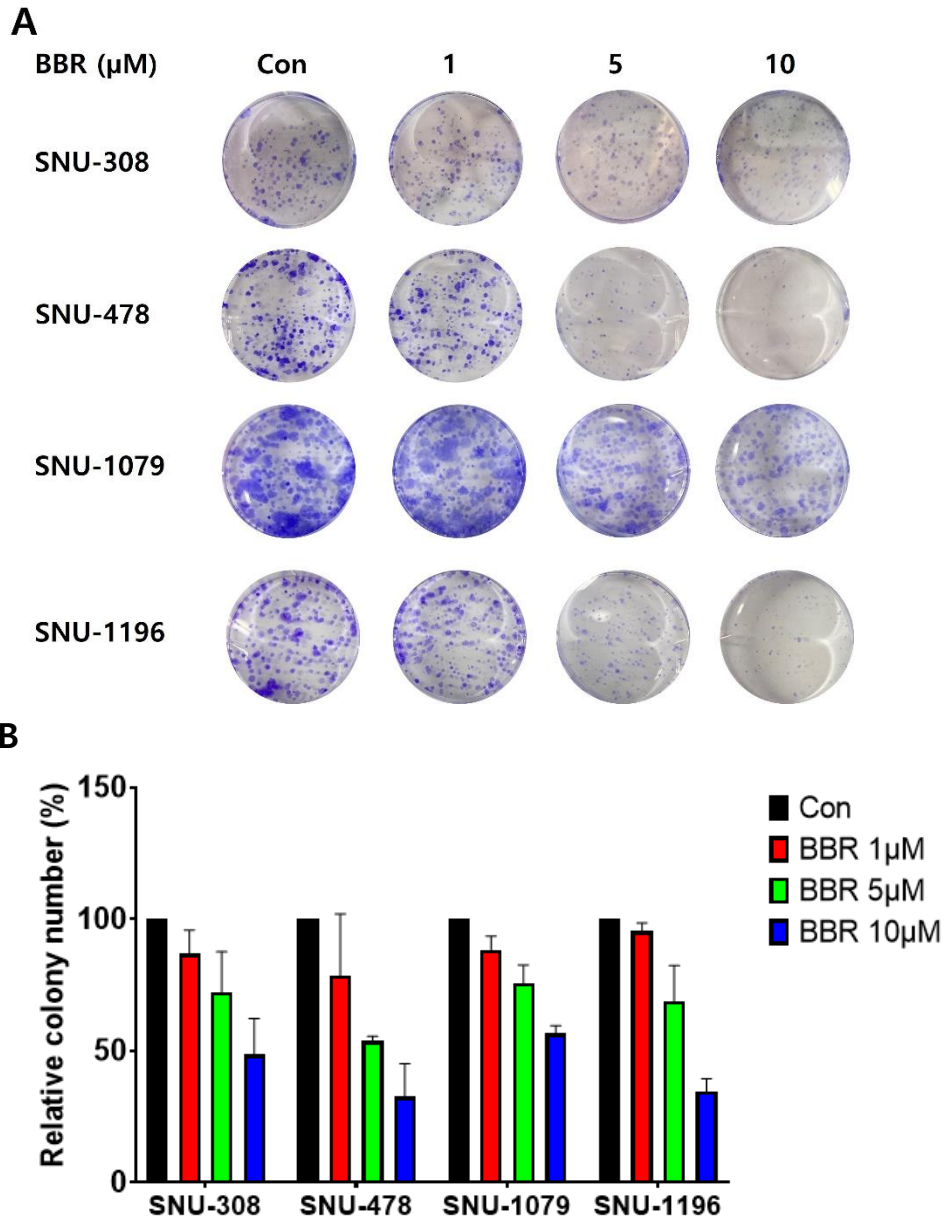 A
BBR (µM) Con 1 5 10
SNU-308
SNU-478
SNU-1079
SNU-1196
B
Relative colony number (%)
150
100
50
0
SNU-308 SNU-478 SNU-1079 SNU-1196
Con
BBR 1µM
BBR 5µM
BBR 10µM